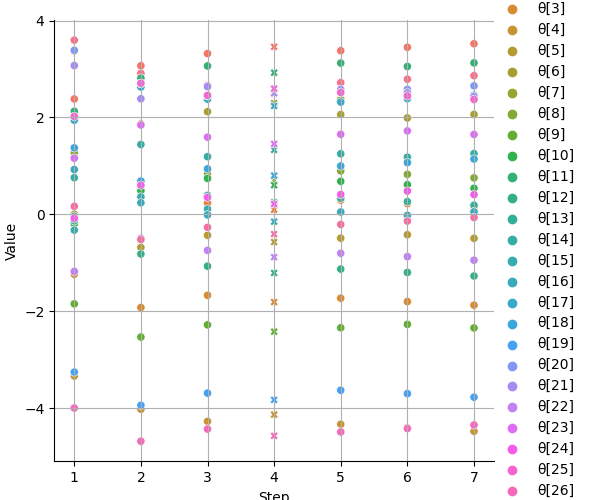 4
2
0
−2
−4
Value
1 2 3 4 5 6 7
Step
θ[3]
θ[4]
θ[5]
θ[6]
θ[7]
θ[8]
θ[9]
θ[10]
θ[11]
θ[12]
θ[13]
θ[14]
θ[15]
θ[16]
θ[17]
θ[18]
θ[19]
θ[20]
θ[21]
θ[22]
θ[23]
θ[24]
θ[25]
θ[26]